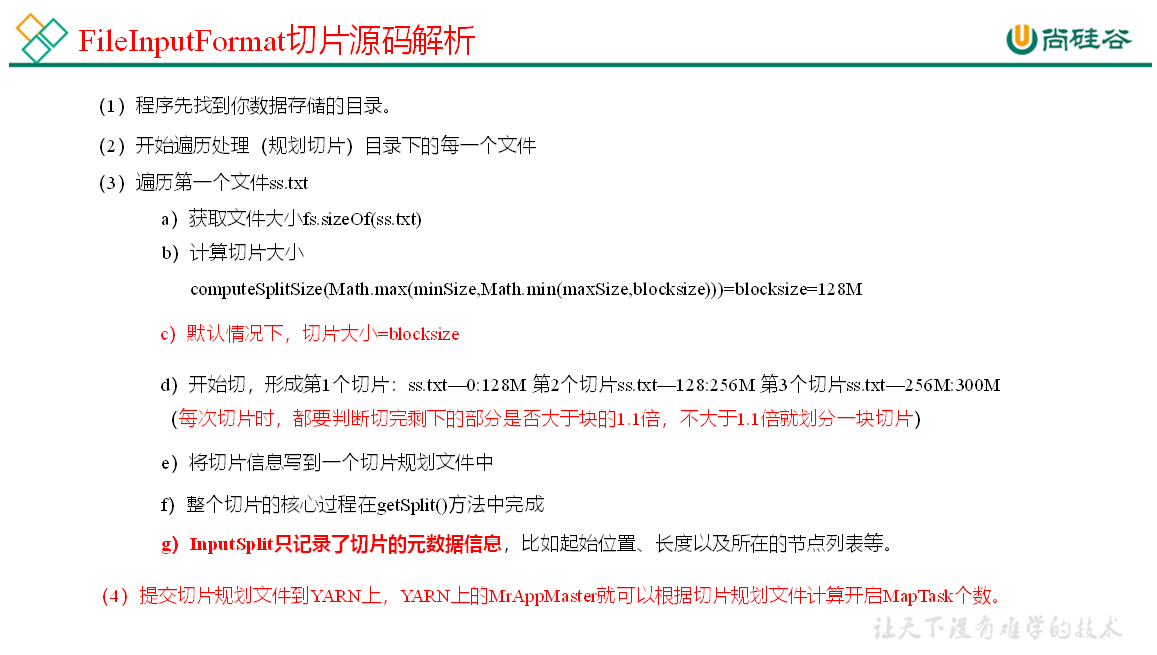 FileInputFormat切片源码解析
尚硅谷
(1）程序先找到你数据存储的目录。
(2）开始遍历处理（规划切片）目录下的每一个文件
(3）遍历第一个文件ss.txt
a）获取文件大小fs.sizeOf(ss.txt)
b）计算切片大小
computeSplitSize(Math.max(minSize,Math.min(maxSize,blocksize)))=blocksize=128M
c）默认情况下，切片大小=blocksize
d）开始切，形成第1个切片：ss.txt—0:128M 第2个切片ss.txt—128:256M 第3个切片ss.txt—256M:300M
（每次切片时，都要判断切完剩下的部分是否大于块的1.1倍，不大于1.1倍就划分一块切片）
e）将切片信息写到一个切片规划文件中
f）整个切片的核心过程在getSplit()方法中完成
g）InputSplit只记录了切片的元数据信息，比如起始位置、长度以及所在的节点列表等。
(4）提交切片规划文件到YARN上，YARN上的MrAppMaster就可以根据切片规划文件计算开启MapTask个数。
让天下没有难学的技术